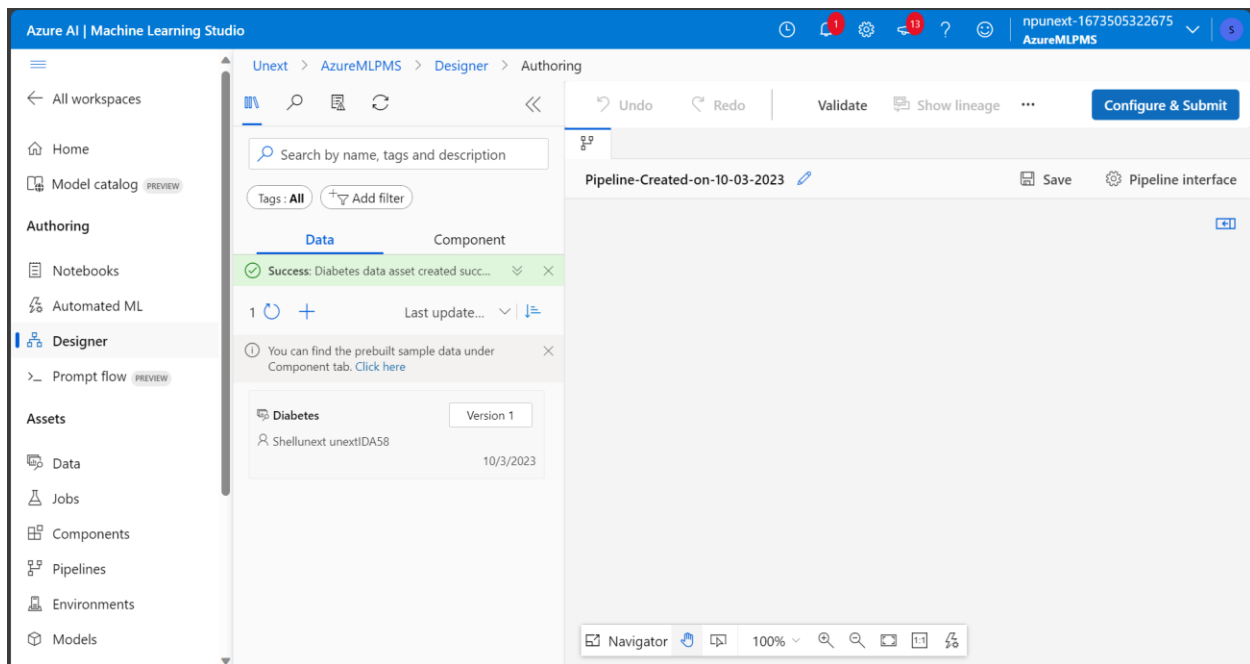 Azure AI | Machine Learning Studio
1
13
?
npunext-1673505322675
AzureMLPMS
S
All workspaces
Home
Model catalog PREVIEW
Authoring
Notebooks
Automated ML
Designer
Prompt flow PREVIEW
Assets
Data
Jobs
Components
Pipelines
Environments
Models
Unext > AzureMLPMS > Designer > Authoring
Search by name, tags and description
Tags : All
Add filter
Data
Component
Success: Diabetes data asset created succ...
1
Last update...
You can find the prebuilt sample data under
Component tab. Click here
Diabetes
Version 1
Shellunext unextIDA58
10/3/2023
Undo
Redo
Validate
Show lineage
Configure & Submit
Pipeline-Created-on-10-03-2023
Save
Pipeline interface
Navigator
100%
1:1